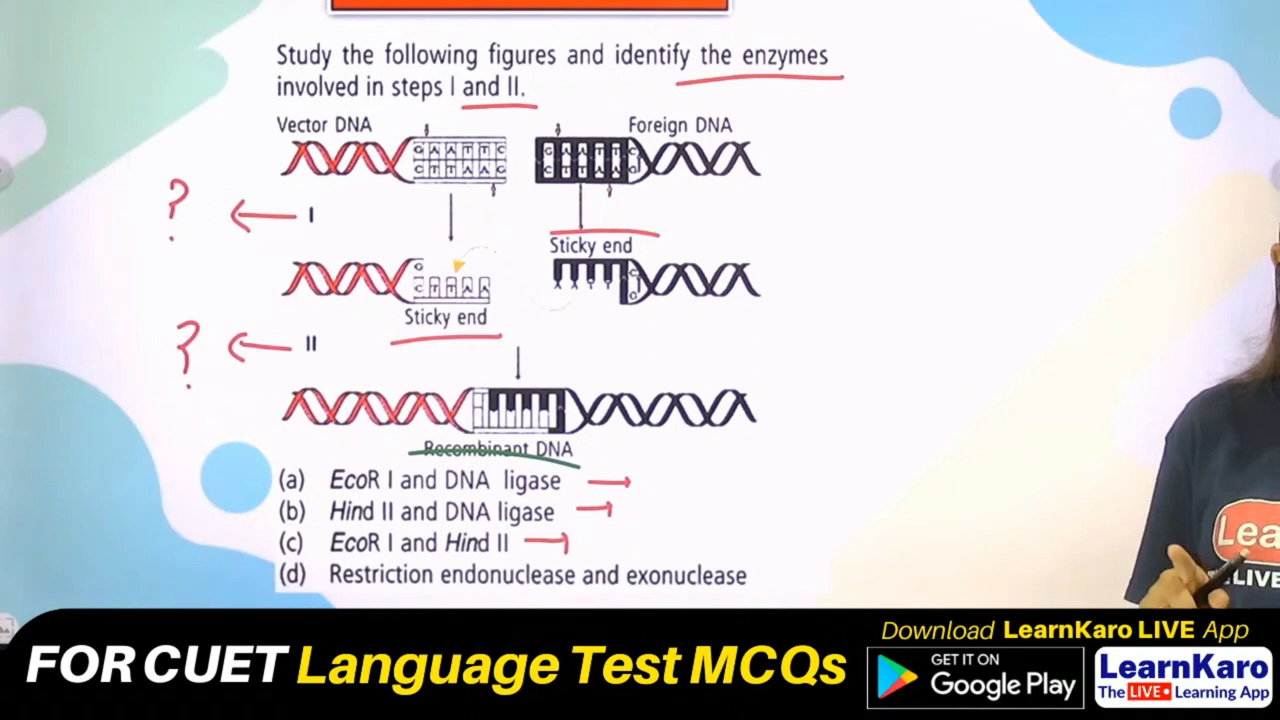 Study the following figures and identify the enzymes
involved in steps I and II.
Vector DNA
Foreign DNA
G A A T T C
C T T A A G
G A A T T C
C T T A A G
?
I
Sticky end
G
C T T A A
Sticky end
?
II
Recombinant DNA
(a) EcoR I and DNA ligase
(b) Hind II and DNA ligase
(c) EcoR I and Hind II
(d) Restriction endonuclease and exonuclease
Lea
LIVE
FOR CUET Language Test MCQs
Download LearnKaro LIVE App
GET IT ON
Google Play
LearnKaro
The LIVE Learning App